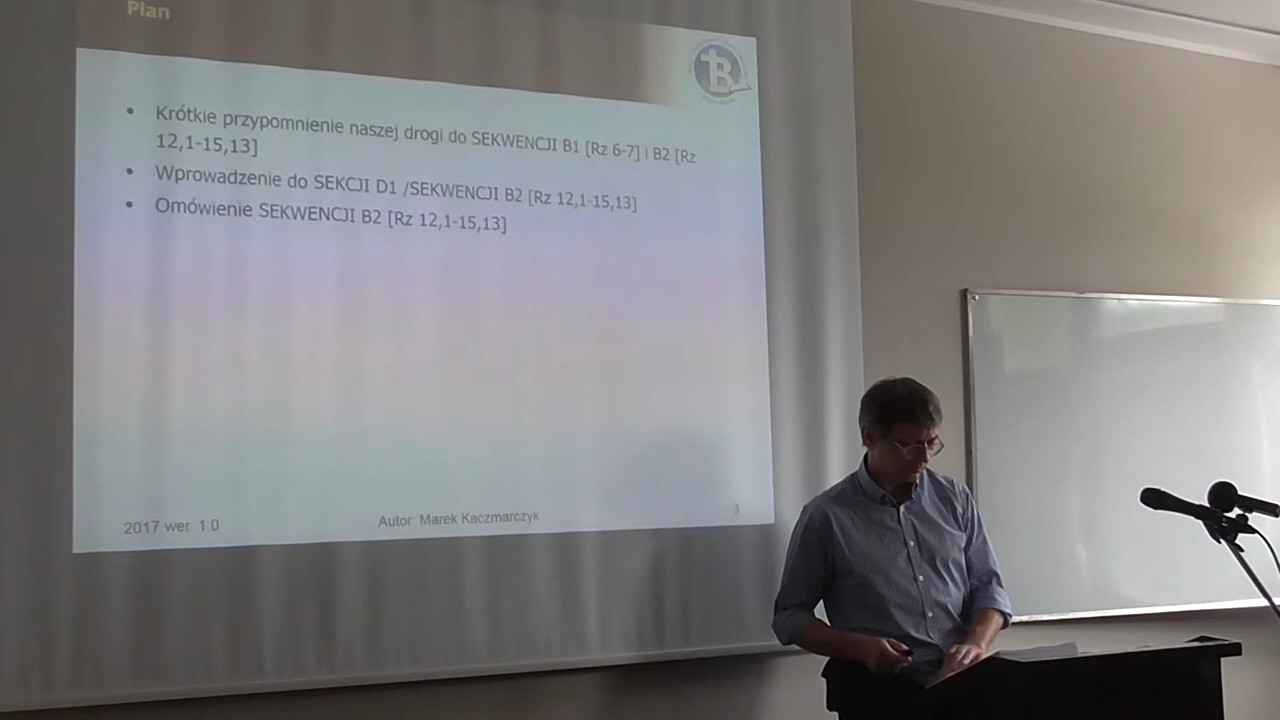 Plan
• Krótkie przypomnienie naszej drogi do SEKWENCJI B1 [Rz 6-7] i B2 [Rz
12,1-15,13]
• Wprowadzenie do SEKCJI D1 /SEKWENCJI B2 [Rz 12,1-15,13]
• Omówienie SEKWENCJI B2 [Rz 12,1-15,13]
2017 wer. 1.0
Autor: Marek Kaczmarczyk
3